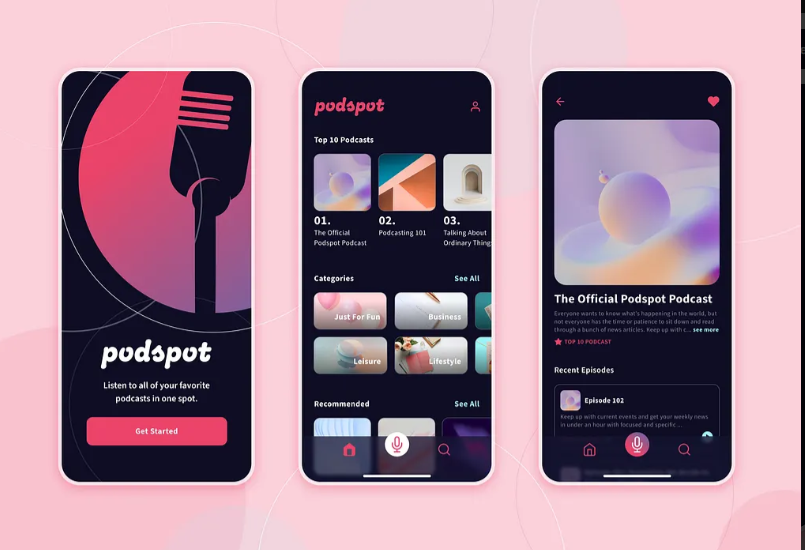 podspot
Listen to all of your favorite
podcasts in one spot.
Get Started
podspot
Top 10 Podcasts
01.
The Official
Podspot Podcast
02.
Podcasting 101
03.
Talking About
Ordinary Things
Categories
See All
Just For Fun
Business
Leisure
Lifestyle
Recommended
See All
The Official Podspot Podcast
Everyone wants to know what's happening in the world, but
not everyone has the time or patience to sit down and read
through a bunch of news articles. Keep up with c... see more
TOP 10 PODCAST
Recent Episodes
Episode 102
Keep up with current events and get your weekly news
in under an hour with focused and specific ...